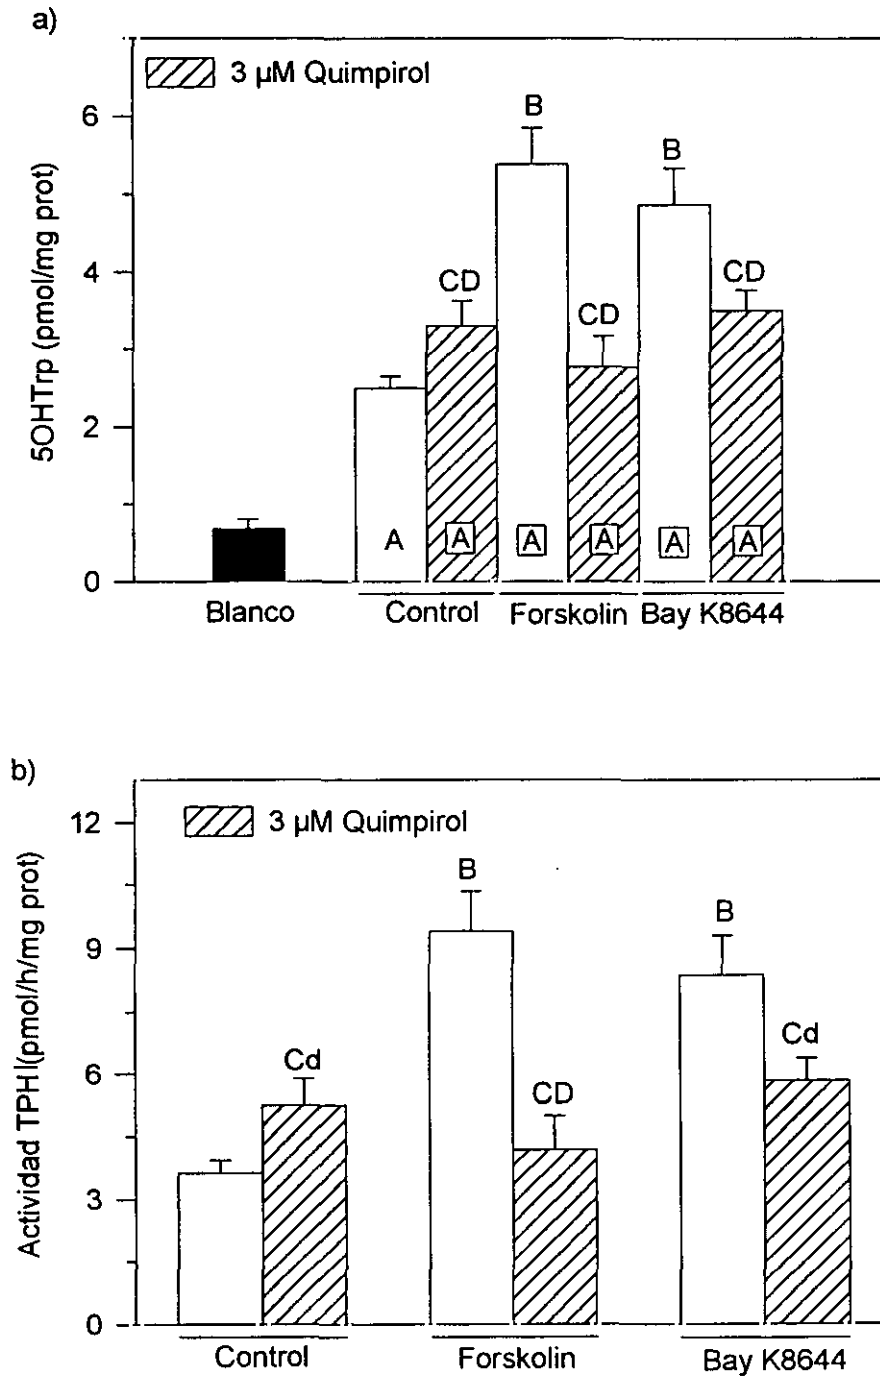 a)
3 µM Quimpirol
5OHTrp (pmol/mg prot)
6
4
2
0
B
B
CD
CD
CD
A
A
A
A
A
A
Blanco
Control
Forskolin
Bay K8644
b)
3 µM Quimpirol
Actividad TPH (pmol/h/mg prot)
12
9
6
3
0
B
B
Cd
CD
Cd
Control
Forskolin
Bay K8644